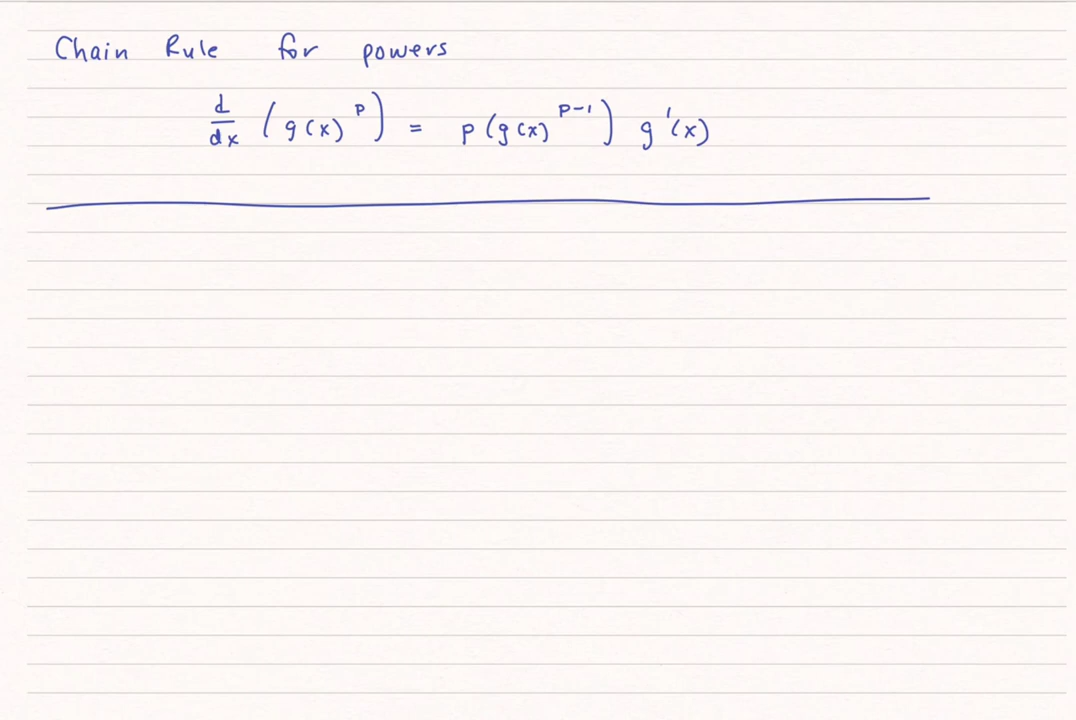 Chain Rule for powers
d/dx (g(x)^p) = p(g(x)^{p-1}) g'(x)